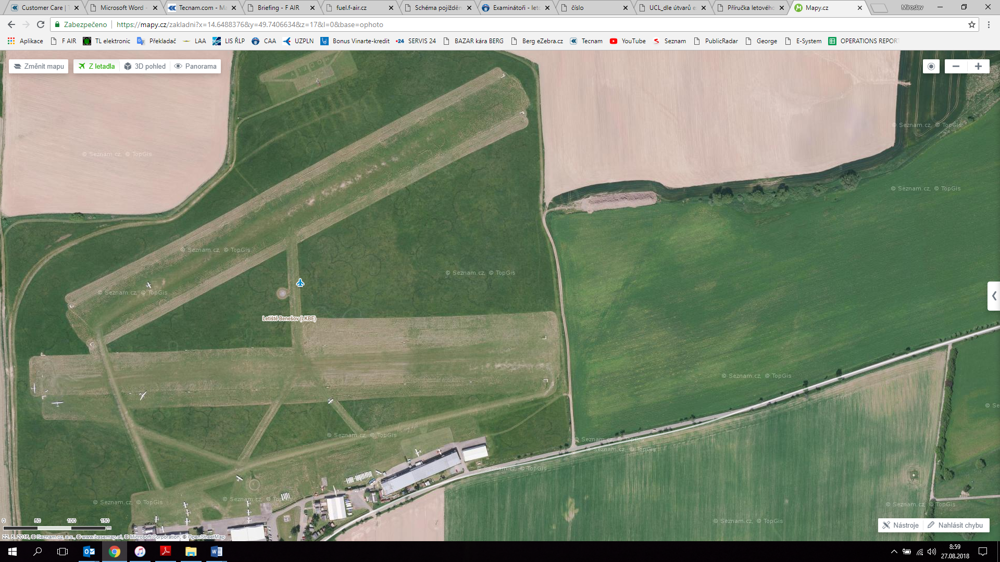 Customer Care | T
Microsoft Word -
Tecnam.com - Ma
Briefing - F AIR
fuel.f-air.cz
Schéma pojíždění
Examinátoři - lete
číslo
UCL_dle útvarů e
Příručka letového
Mapy.cz
Miroslav
Zabezpečeno
https://mapy.cz/zakladni?x=14.6488376&y=49.7406634&z=17&l=0&base=ophoto
Aplikace
F AIR
TL elektronic
Překladač
LAA
LIS ŘLP
CAA
UZPLN
Bonus Vinarte-kredit
SERVIS 24
BAZAR kára BERG
Berg eZebra.cz
Tecnam
YouTube
Seznam
PublicRadar
George
E-System
OPERATIONS REPORT
Změnit mapu
Z letadla
3D pohled
Panorama
© Seznam.cz, © TopGis
© Seznam.cz, © TopGis
© Seznam.cz, © TopGis
© Seznam.cz, © TopGis
© Seznam.cz, © TopGis
© Seznam.cz, © TopGis
Letiště Benešov (LKBE)
© Seznam.cz, © TopGis
© Se
© Seznam.cz, © TopGis
© Seznam.cz, © TopGis
© Seznam.cz, © TopGis
© Seznam.cz, © TopGis
© Seznam.cz, © TopGis
© Seznam.cz, © TopGis
© Seznam.cz, © TopGis
© Seznam.cz, © TopGis
0 50 100 150
m
Nástroje
Nahlásit chybu
22. 5. 2016, © Seznam.cz, a.s., © www.basemap.at, © Microsoft Corporation, © OpenStreetMap
8:59
27.08.2018